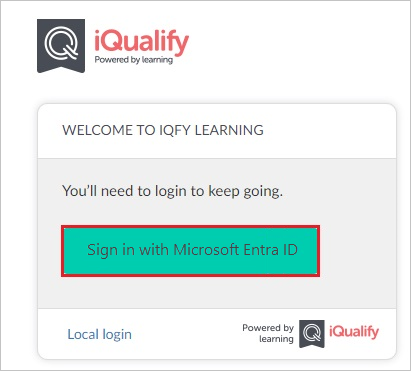 iQualify
Powered by learning
WELCOME TO IQFY LEARNING
You'll need to login to keep going.
Sign in with Microsoft Entra ID
Local login
Powered by
learning
iQualify